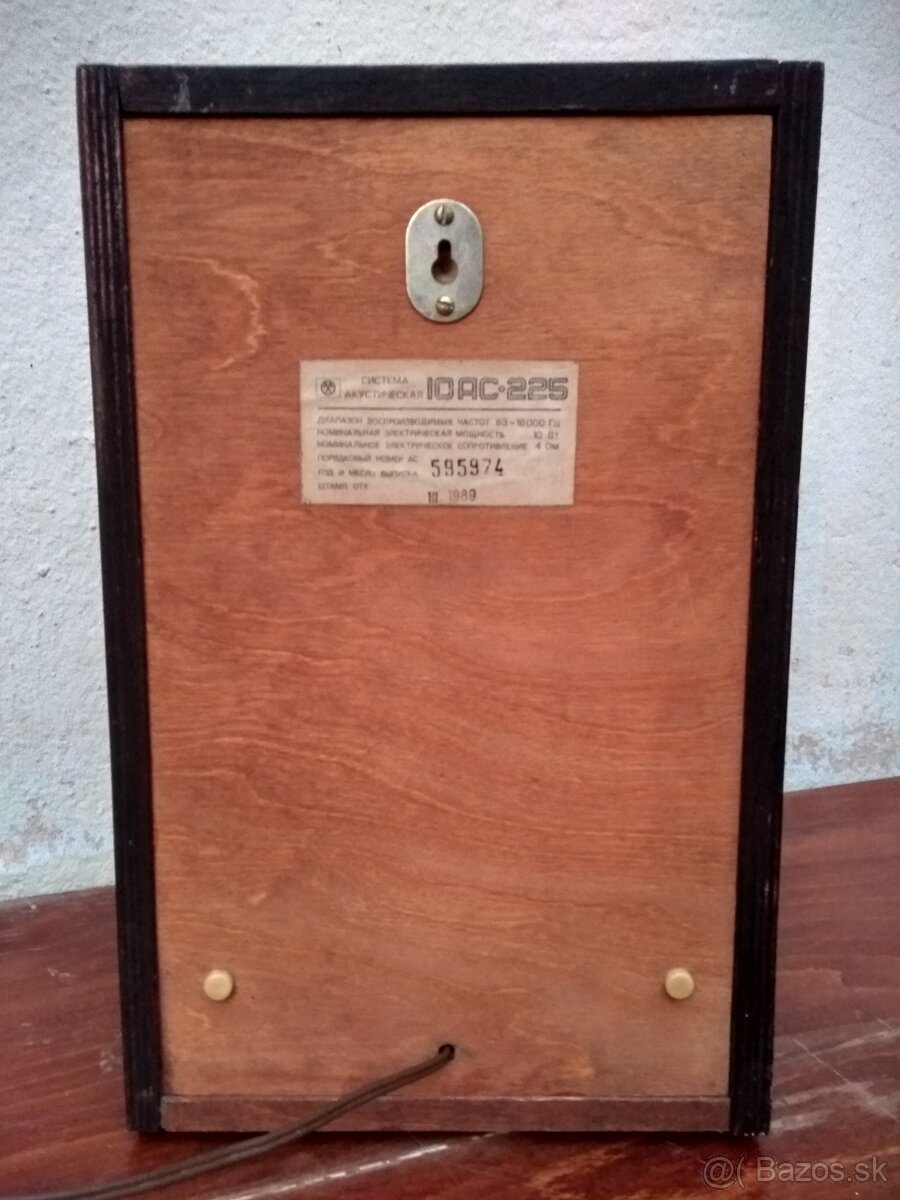 СИСТЕМА
АКУСТИЧЕСКАЯ 10АС-225
ДИАПАЗОН ВОСПРОИЗВОДИМЫХ ЧАСТОТ 63-16000 ГЦ
НОМИНАЛЬНАЯ ЭЛЕКТРИЧЕСКАЯ МОЩНОСТЬ 10 ВТ
НОМИНАЛЬНОЕ ЭЛЕКТРИЧЕСКОЕ СОПРОТИВЛЕНИЕ 4 ОМ
ПОРЯДКОВЫЙ НОМЕР АС 595974
ГОД И МЕСЯЦ ВЫПУСКА III 1989
ШТАМП ОТК
@( Bazos.sk